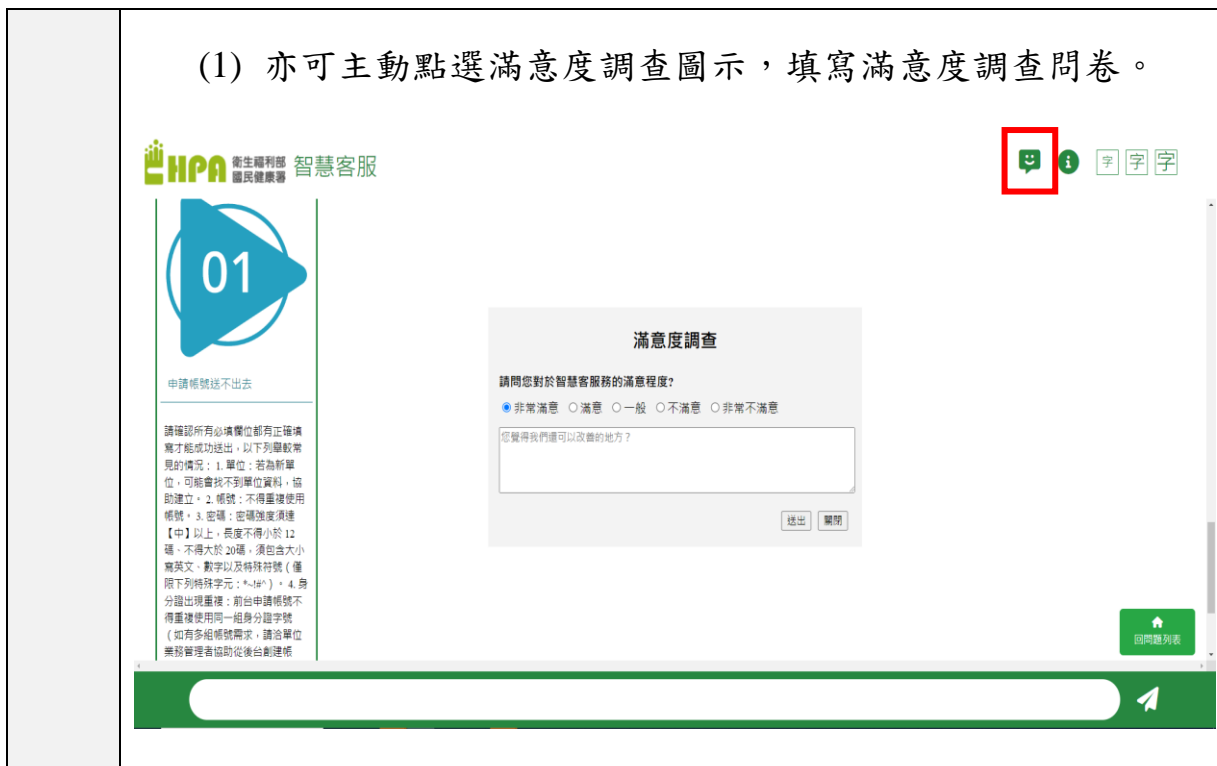 (1) 亦可主動點選滿意度調查圖示，填寫滿意度調查問卷。
HPA 衛生福利部 國民健康署 智慧客服
字 字 字
01
申請帳號送不出去
請確認所有必填欄位都有正確填
寫才能成功送出，以下列舉較常
見的情況：1. 單位：若為新單
位，可能會找不到單位資料，協
助建立。2. 帳號：不得重複使用
帳號。3. 密碼：密碼強度須達
【中】以上，長度不得小於 12
碼、不得大於 20碼，須包含大小
寫英文、數字以及特殊符號（僅
限下列特殊字元：*~!#^）。4. 身
分證出現重複：前台申請帳號不
得重複使用同一組身分證字號
（如有多組帳號需求，請洽單位
業務管理者協助從後台創建帳
滿意度調查
請問您對於智慧客服務的滿意程度?
非常滿意 滿意 一般 不滿意 非常不滿意
您覺得我們還可以改善的地方？
送出 關閉
回問題列表